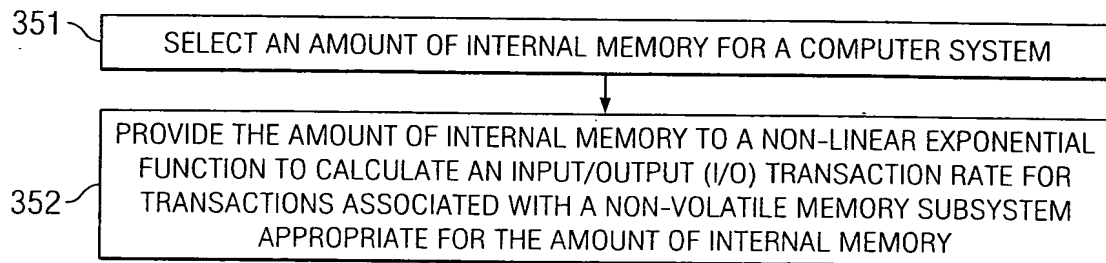 351
SELECT AN AMOUNT OF INTERNAL MEMORY FOR A COMPUTER SYSTEM
352
PROVIDE THE AMOUNT OF INTERNAL MEMORY TO A NON-LINEAR EXPONENTIAL
FUNCTION TO CALCULATE AN INPUT/OUTPUT (I/O) TRANSACTION RATE FOR
TRANSACTIONS ASSOCIATED WITH A NON-VOLATILE MEMORY SUBSYSTEM
APPROPRIATE FOR THE AMOUNT OF INTERNAL MEMORY